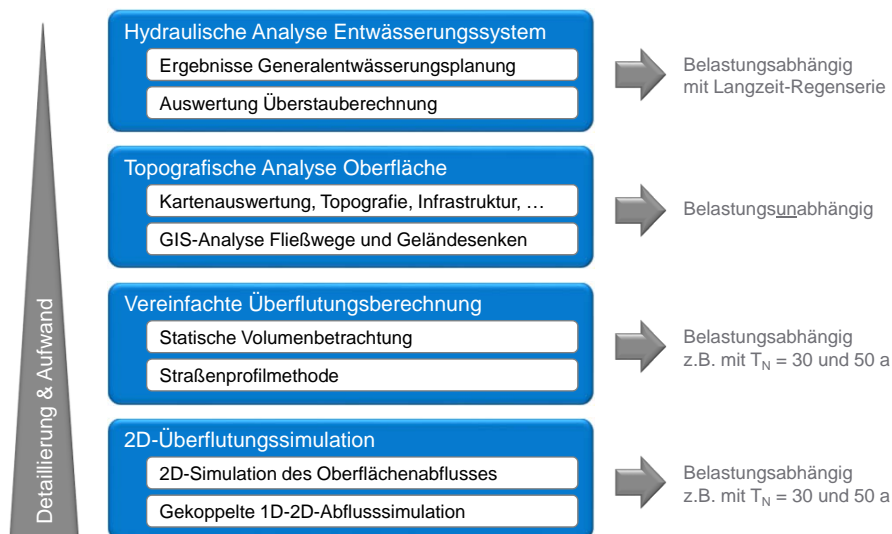 Hydraulische Analyse Entwässerungssystem
Ergebnisse Generalentwässerungsplanung
Auswertung Überstauberechnung
Belastungsabhängig
mit Langzeit-Regenserie
Topografische Analyse Oberfläche
Kartenauswertung, Topografie, Infrastruktur, …
GIS-Analyse Fließwege und Geländesenken
Belastungsunabhängig
Vereinfachte Überflutungsberechnung
Statische Volumenbetrachtung
Straßenprofilmethode
Belastungsabhängig
z.B. mit T_N = 30 und 50 a
2D-Überflutungssimulation
2D-Simulation des Oberflächenabflusses
Gekoppelte 1D-2D-Abflusssimulation
Belastungsabhängig
z.B. mit T_N = 30 und 50 a
Detaillierung & Aufwand